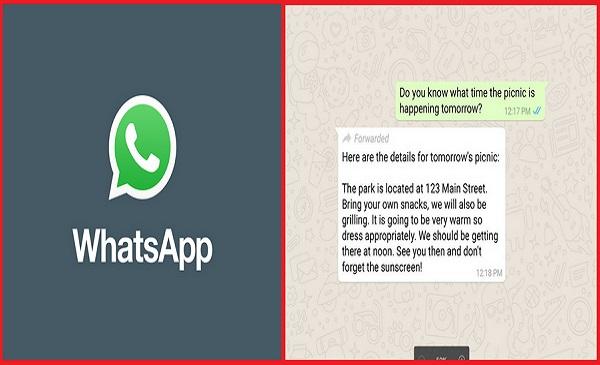 WhatsApp
Do you know what time the picnic is
happening tomorrow?
12:17 PM
Forwarded
Here are the details for tomorrow's picnic:
The park is located at 123 Main Street.
Bring your own snacks, we will also be
grilling. It is going to be very warm so
dress appropriately. We should be getting
there at noon. See you then and don't
forget the sunscreen!
12:18 PM